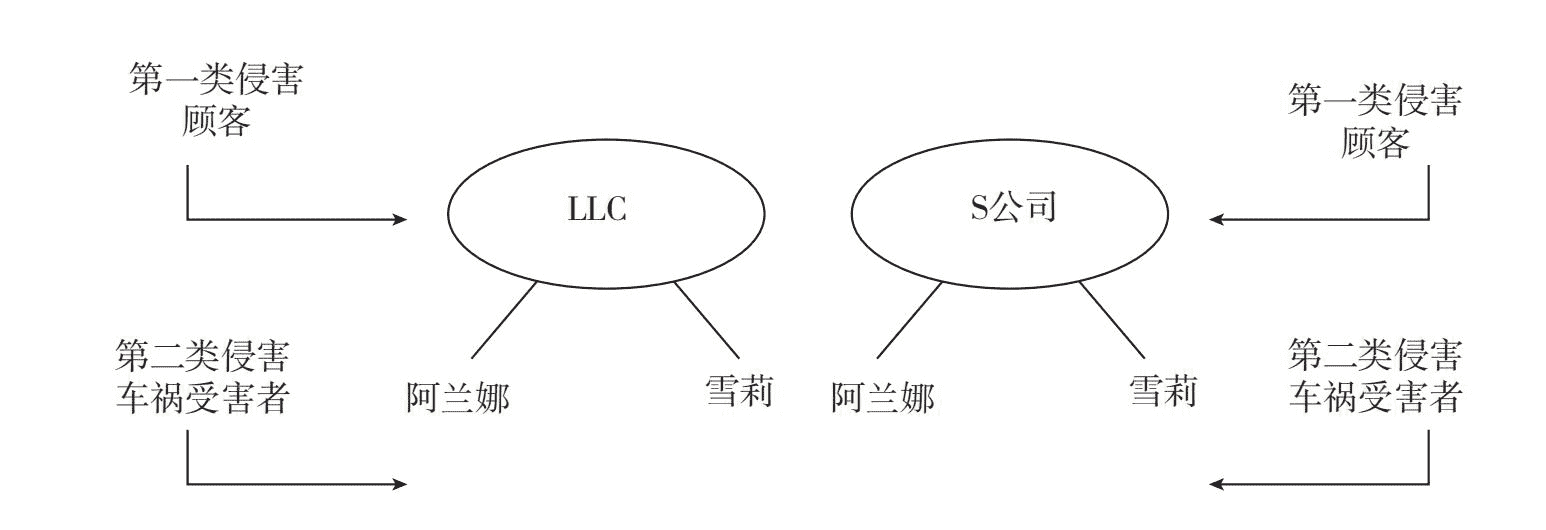 第一类侵害
顾客
LLC
S公司
第一类侵害
顾客
第二类侵害
车祸受害者
阿兰娜
雪莉
阿兰娜
雪莉
第二类侵害
车祸受害者